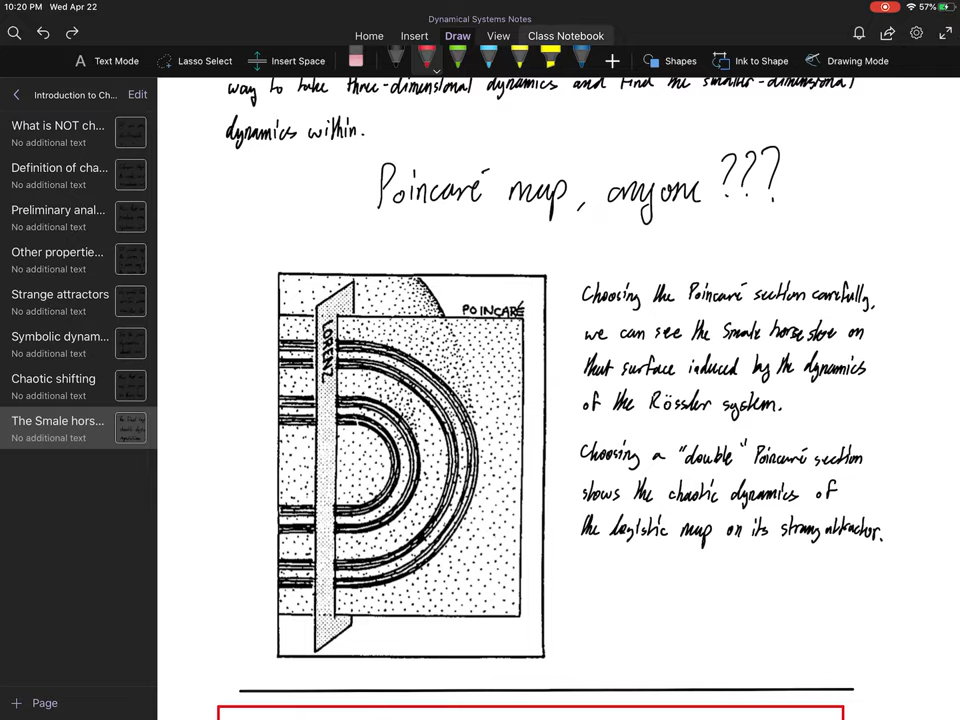 10:20 PM Wed Apr 22
57%
Dynamical Systems Notes
Home Insert Draw View Class Notebook
Text Mode Lasso Select Insert Space Shapes Ink to Shape Drawing Mode
Introduction to Ch... Edit
What is NOT ch...
No additional text
Definition of cha...
No additional text
Preliminary anal...
No additional text
Other propertie...
No additional text
Strange attractors
No additional text
Symbolic dynam...
No additional text
Chaotic shifting
No additional text
The Smale hors...
No additional text
Page
way to take three-dimensional dynamics and find the smaller-dimensional
dynamics within.
Poincaré map, anyone ???
POINCARÉ
LORENZ
Choosing the Poincaré section carefully,
we can see the Smale horseshoe on
that surface induced by the dynamics
of the Rössler system.
Choosing a "double" Poincaré section
shows the chaotic dynamics of
the logistic map on its strang attractor.